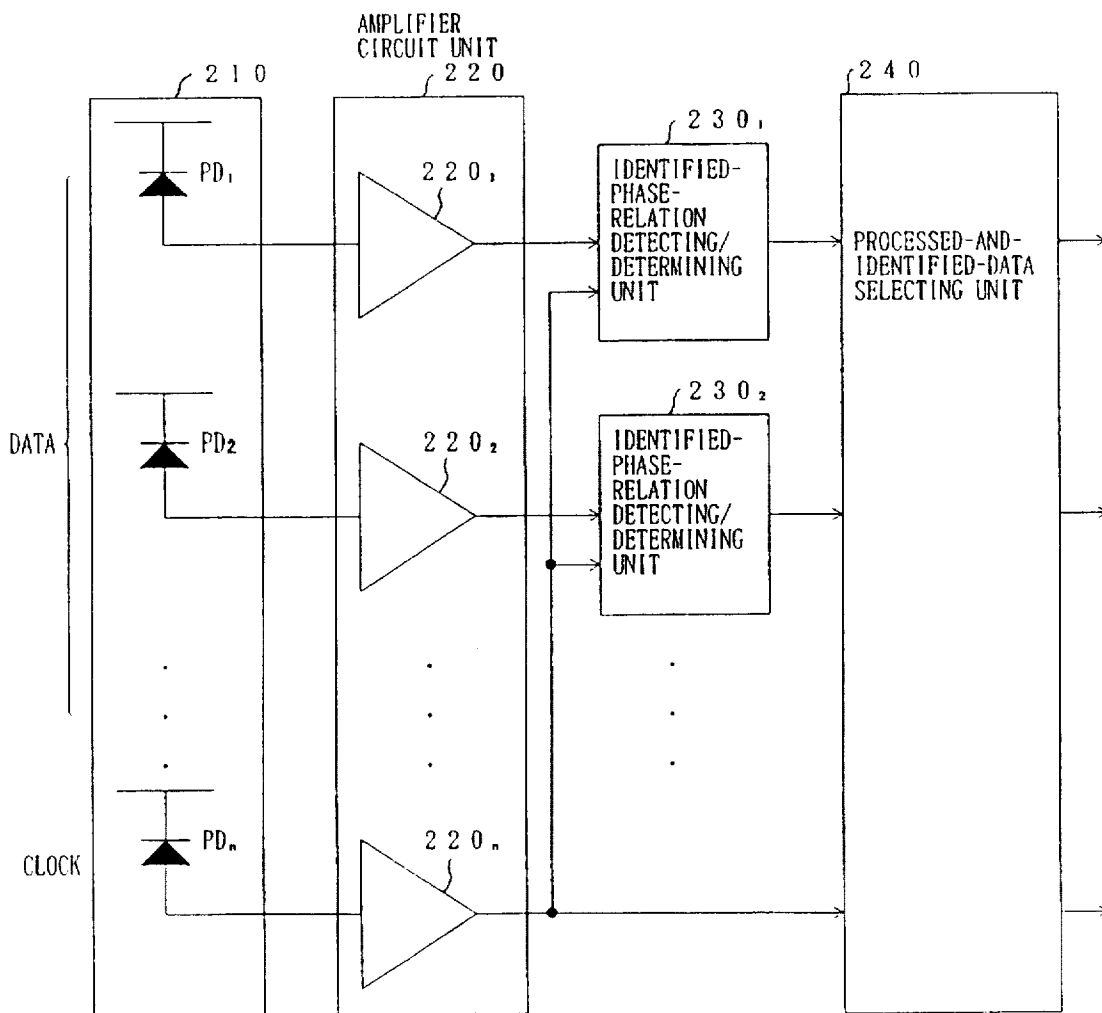 AMPLIFIER
CIRCUIT UNIT
210
220
240
PD₁
220₁
230₁
IDENTIFIED-
PHASE-
RELATION
DETECTING/
DETERMINING
UNIT
PROCESSED-AND-
IDENTIFIED-DATA
SELECTING UNIT
DATA
PD₂
220₂
230₂
IDENTIFIED-
PHASE-
RELATION
DETECTING/
DETERMINING
UNIT
CLOCK
PDₙ
220ₙ